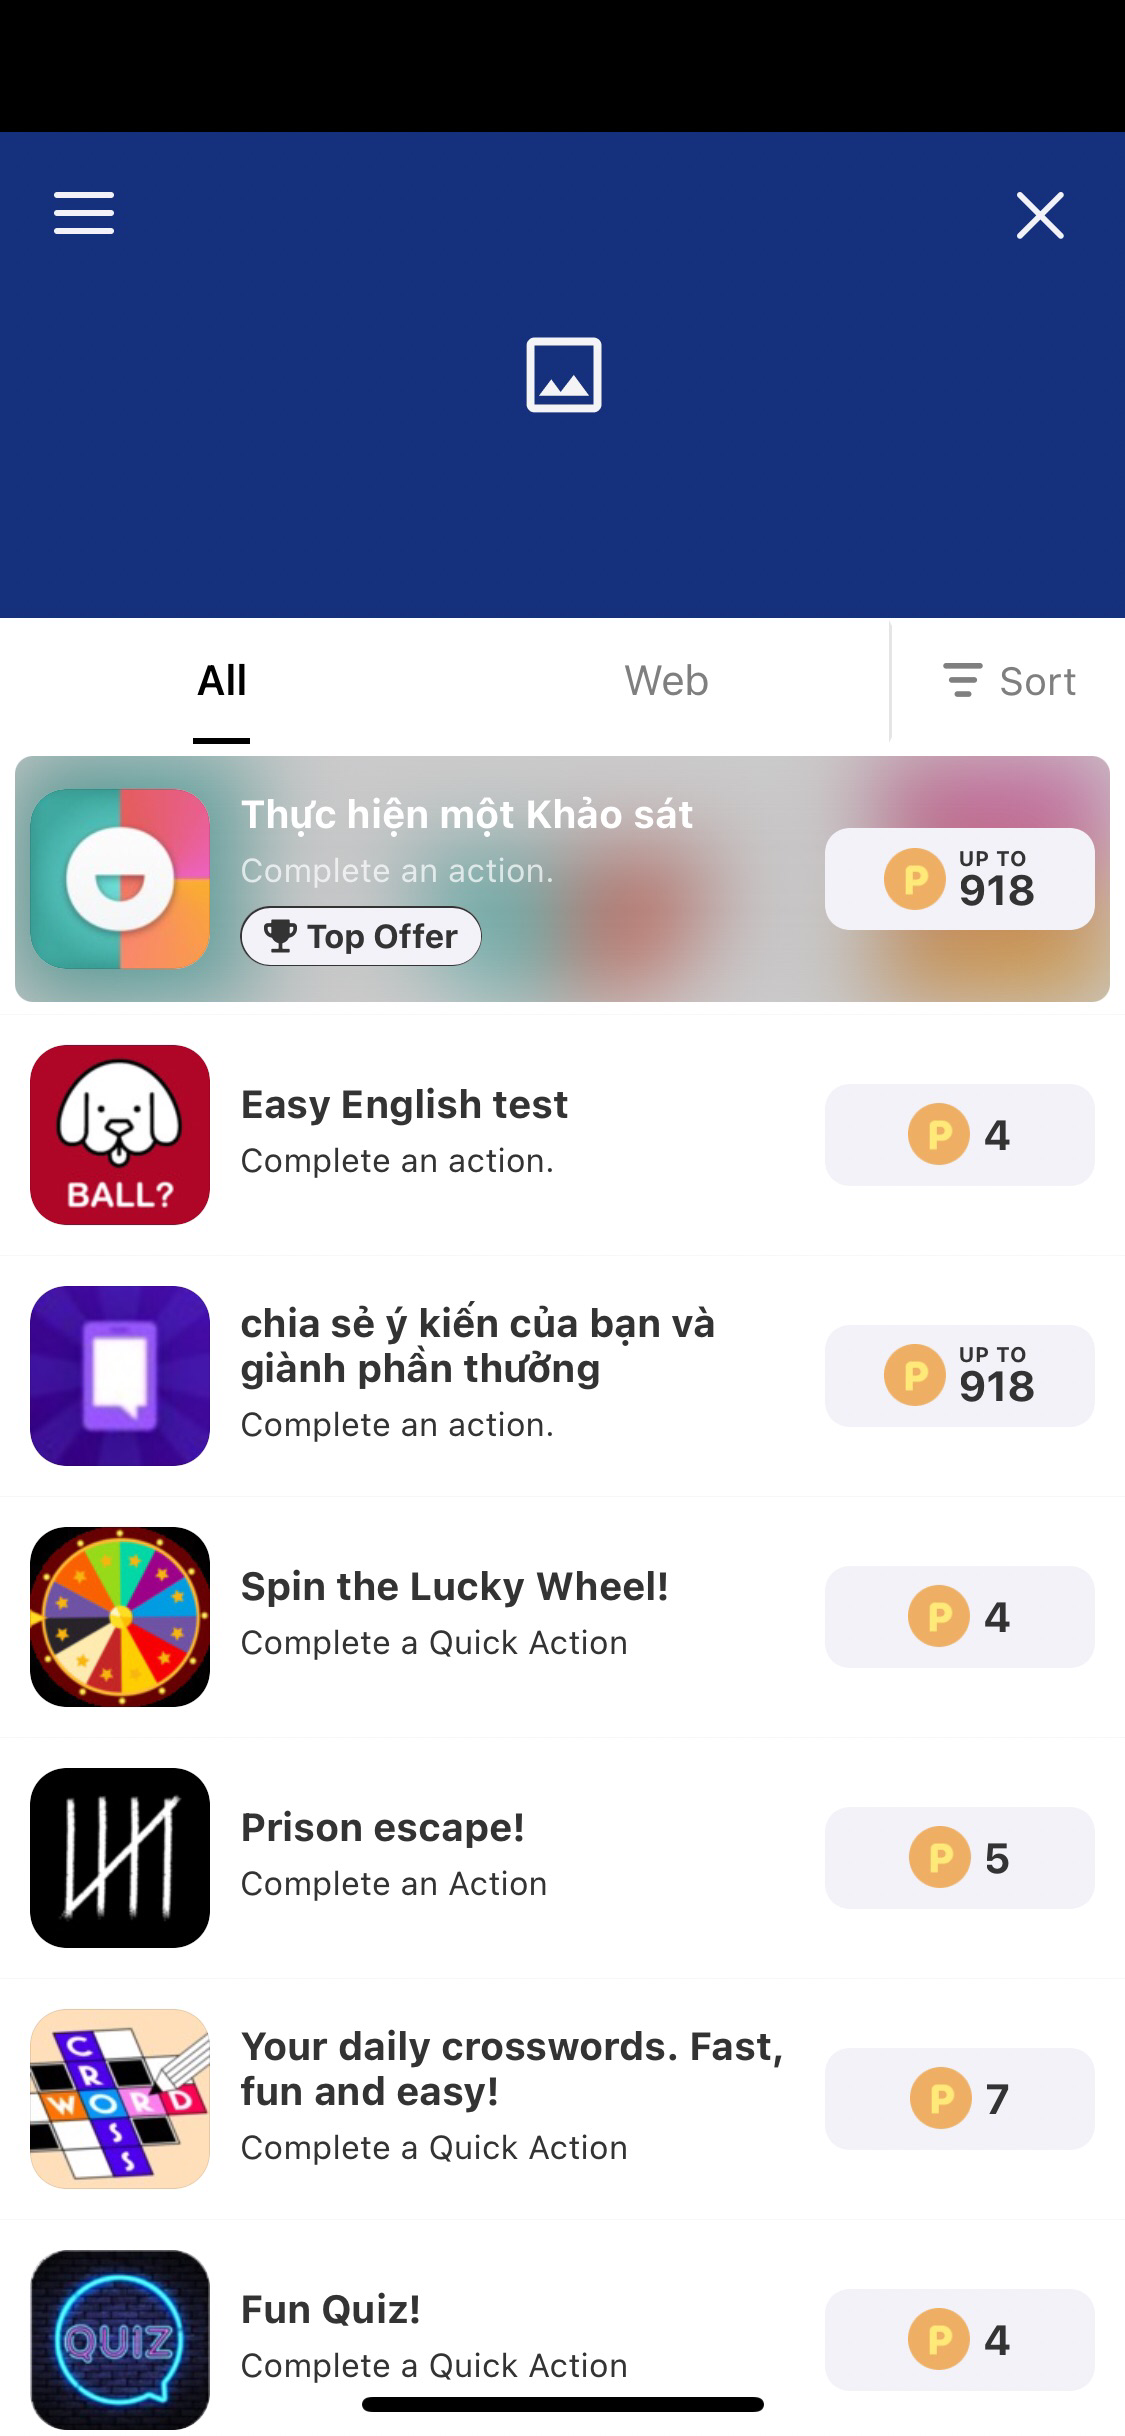 All
Web
Sort
Thực hiện một Khảo sát
Complete an action.
Top Offer
P
UP TO
918
BALL?
Easy English test
Complete an action.
P 4
chia sẻ ý kiến của bạn và
giành phần thưởng
Complete an action.
P
UP TO
918
Spin the Lucky Wheel!
Complete a Quick Action
P 4
Prison escape!
Complete an Action
P 5
CROSS
WORD
Your daily crosswords. Fast,
fun and easy!
Complete a Quick Action
P 7
QUIZ
Fun Quiz!
Complete a Quick Action
P 4